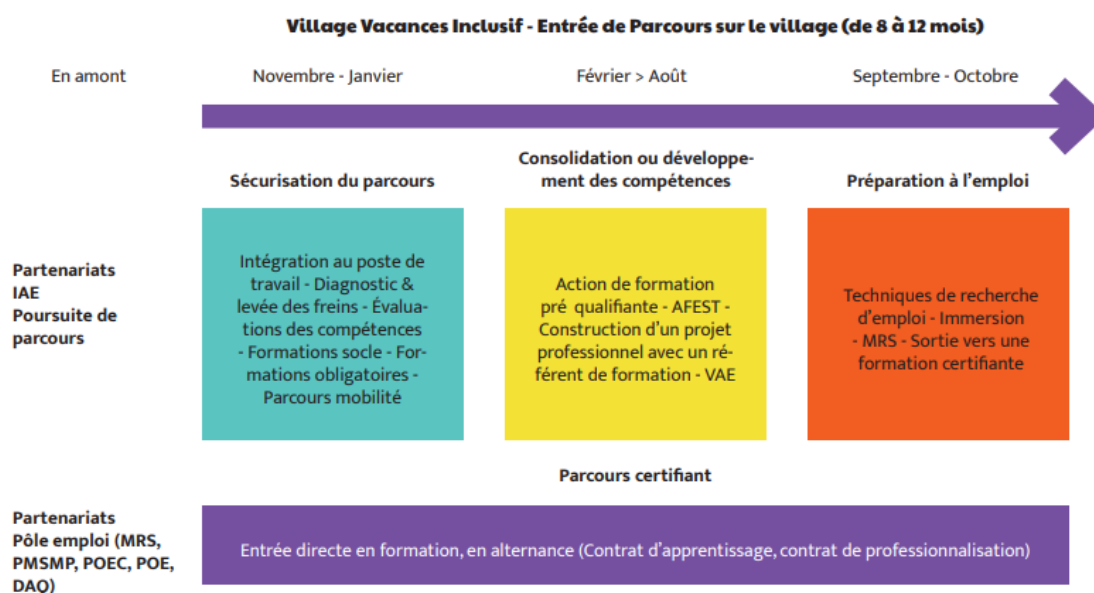 Village Vacances Inclusif - Entrée de Parcours sur le village (de 8 à 12 mois)
En amont
Novembre - Janvier
Février > Août
Septembre - Octobre
Sécurisation du parcours
Consolidation ou développe-
ment des compétences
Préparation à l'emploi
Partenariats
IAE
Poursuite de
parcours
Intégration au poste de
travail - Diagnostic &
levée des freins - Évalua-
tions des compétences
- Formations socle - For-
mations obligatoires -
Parcours mobilité
Action de formation
pré qualifiante - AFEST -
Construction d'un projet
professionnel avec un ré-
férent de formation - VAE
Techniques de recherche
d'emploi - Immersion
- MRS - Sortie vers une
formation certifiante
Parcours certifiant
Partenariats
Pôle emploi (MRS,
PMSMP, POEC, POE,
DAQ)
Entrée directe en formation, en alternance (Contrat d'apprentissage, contrat de professionnalisation)